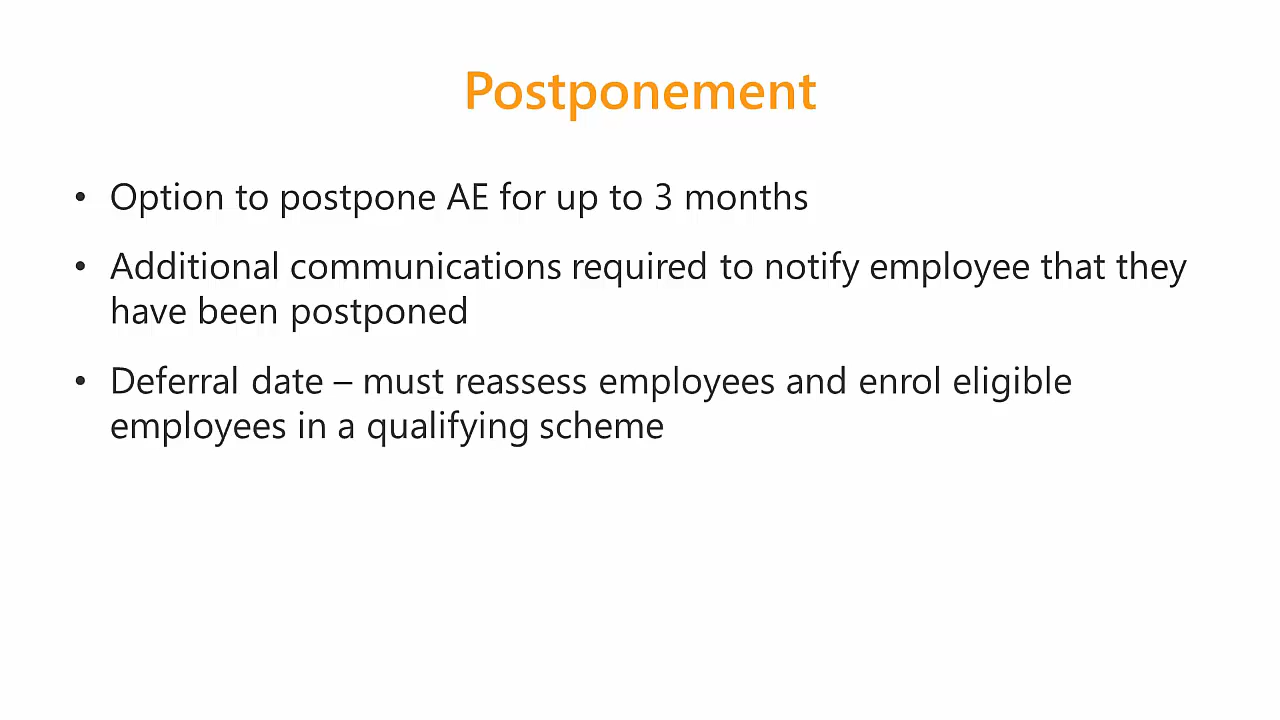 Postponement
• Option to postpone AE for up to 3 months
• Additional communications required to notify employee that they
have been postponed
• Deferral date – must reassess employees and enrol eligible
employees in a qualifying scheme